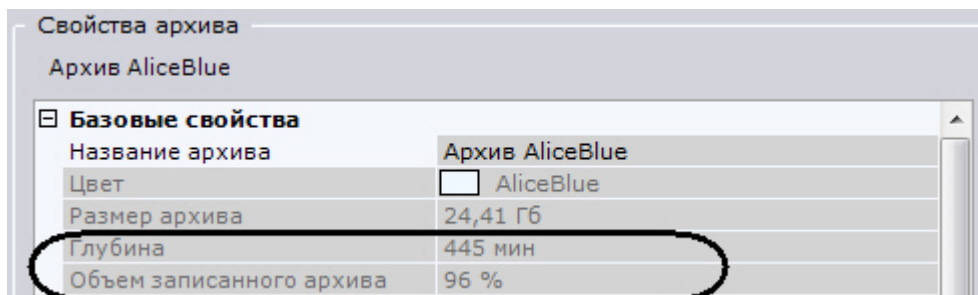 Свойства архива
Архив AliceBlue
Базовые свойства
Название архива Архив AliceBlue
Цвет AliceBlue
Размер архива 24,41 Гб
Глубина 445 мин
Объем записанного архива 96 %